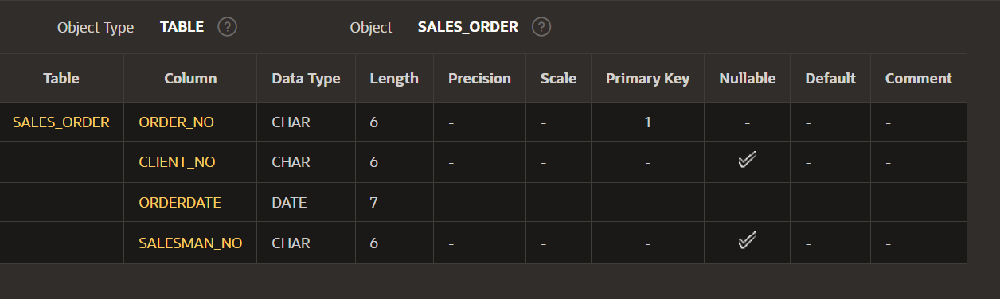 Object Type TABLE ? Object SALES_ORDER ?
Table Column Data Type Length Precision Scale Primary Key Nullable Default Comment
SALES_ORDER ORDER_NO CHAR 6 - - 1 - - -
CLIENT_NO CHAR 6 - - - ✓ - -
ORDERDATE DATE 7 - - - - - -
SALESMAN_NO CHAR 6 - - - ✓ - -